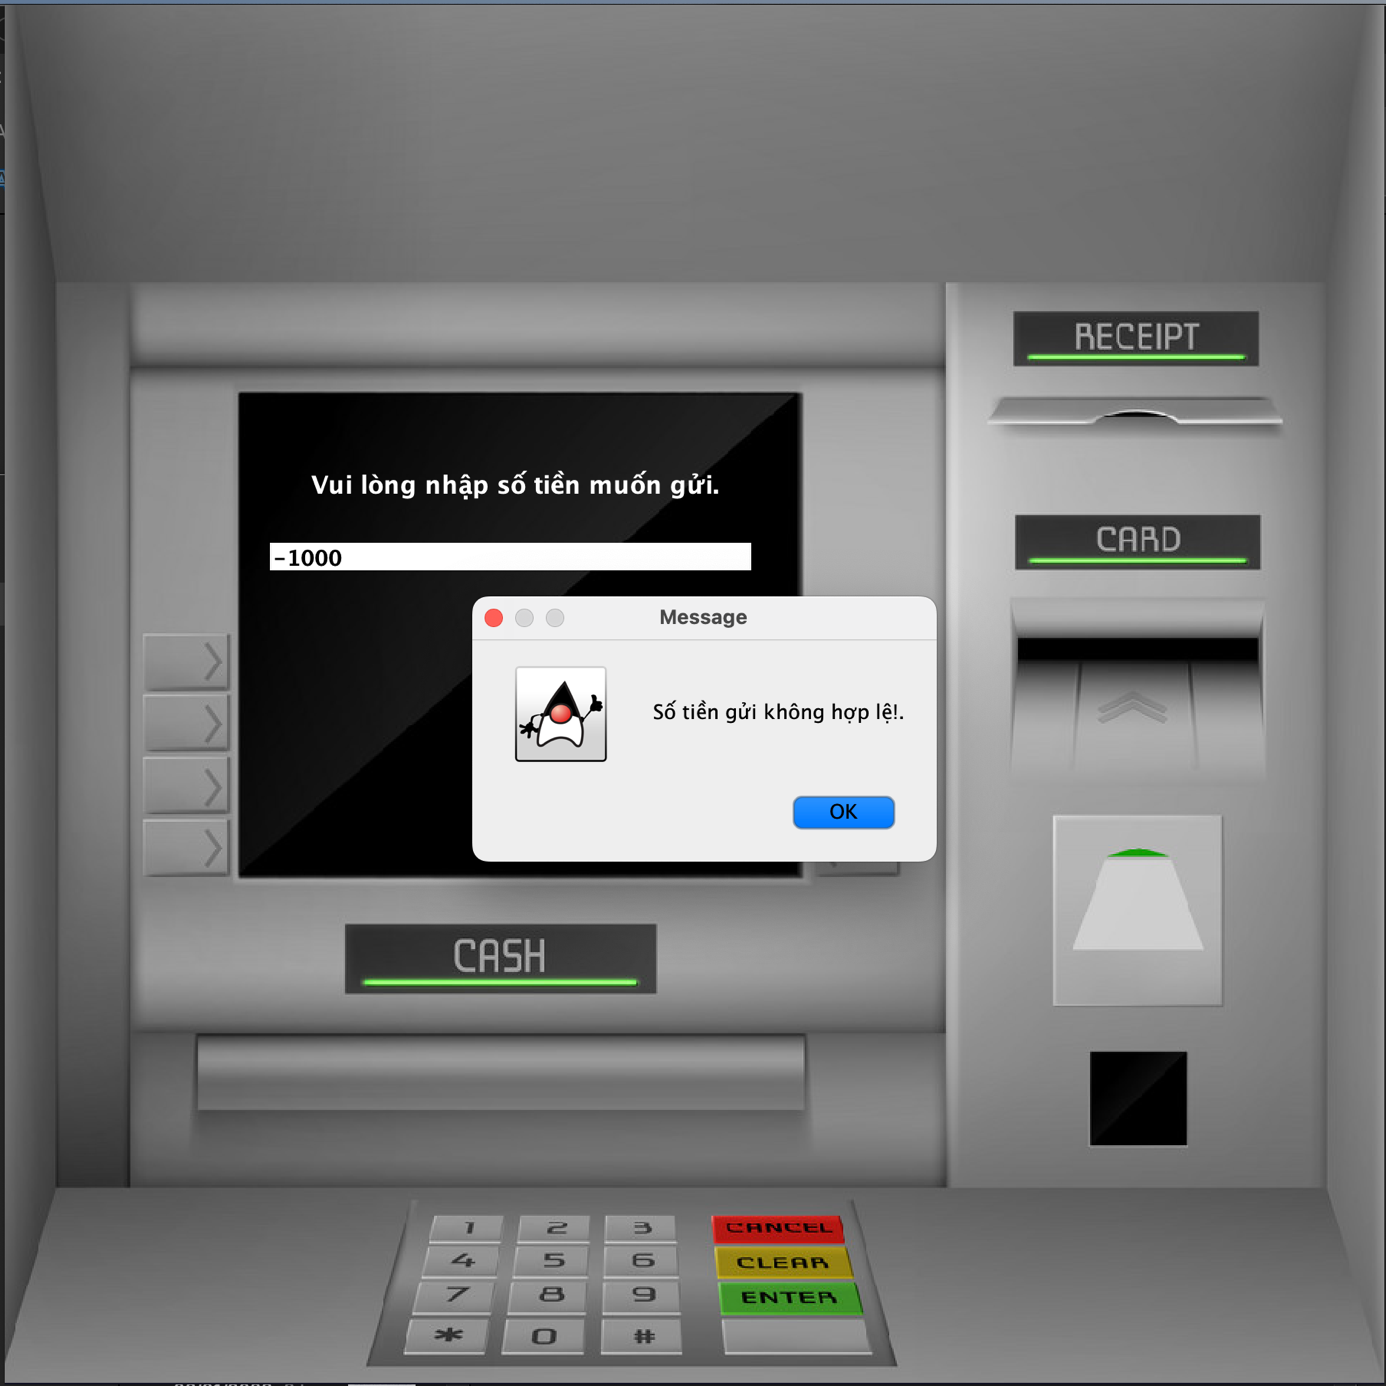 RECEIPT
Vui lòng nhập số tiền muốn gửi.
CARD
-1000
Message
Số tiền gửi không hợp lệ!.
OK
CASH
1 2 3 CANCEL
4 5 6 CLEAR
7 8 9 ENTER
* 0 #